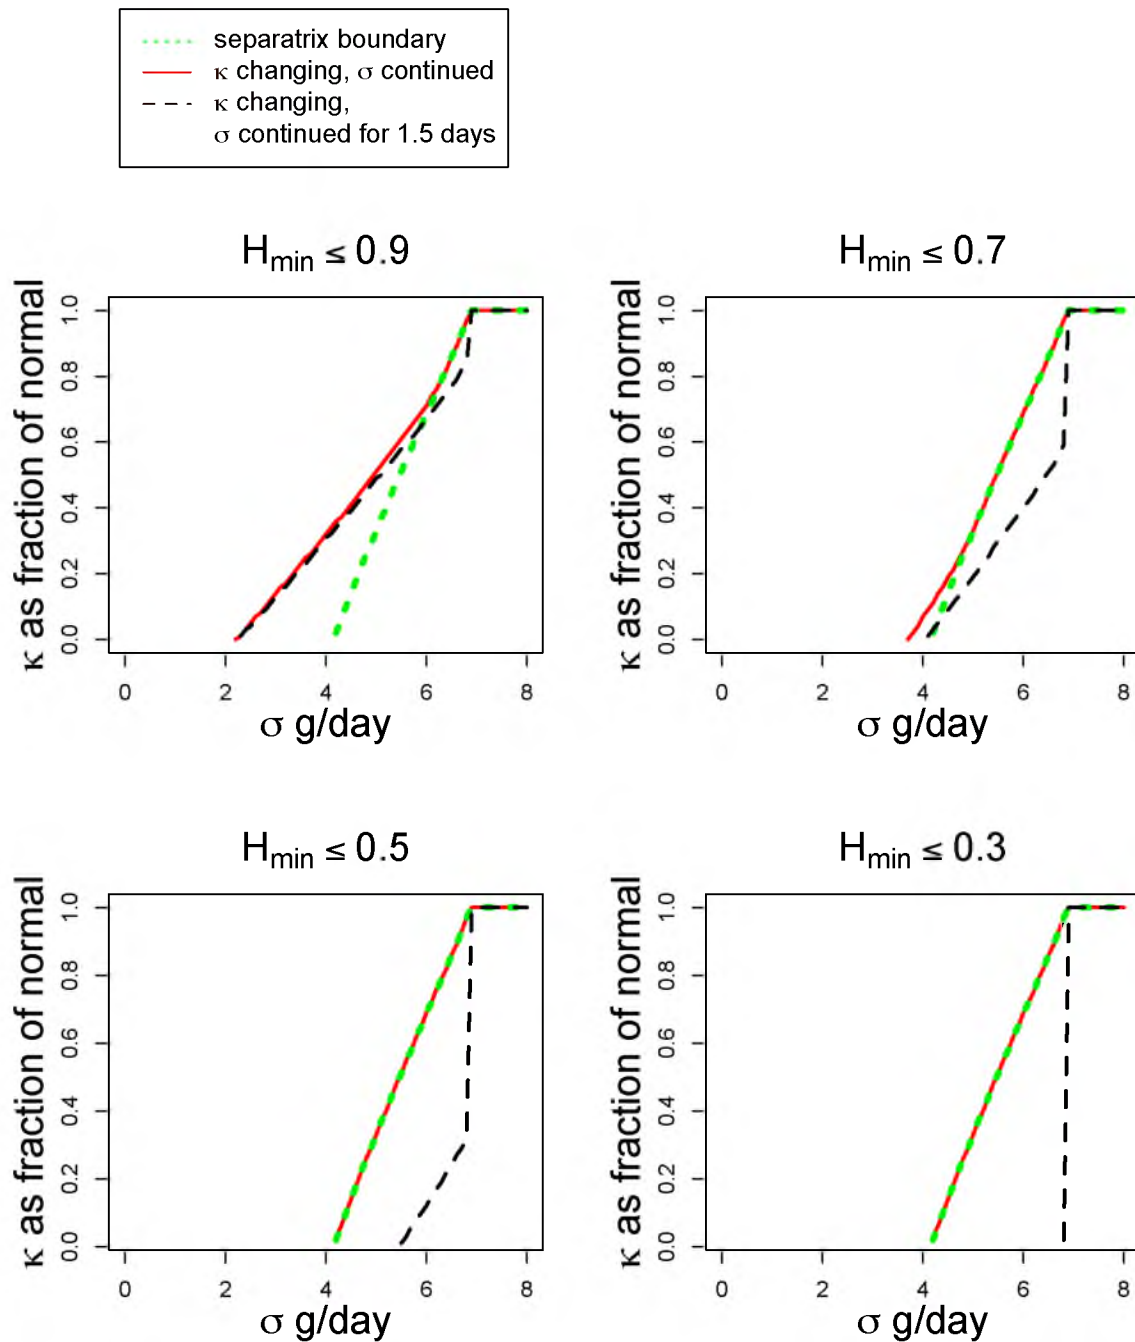 separatrix boundary
κ changing, σ continued
κ changing,
σ continued for 1.5 days
H_min ≤ 0.9
κ as fraction of normal
0.0 0.2 0.4 0.6 0.8 1.0
0 2 4 6 8
σ g/day
H_min ≤ 0.7
κ as fraction of normal
0.0 0.2 0.4 0.6 0.8 1.0
0 2 4 6 8
σ g/day
H_min ≤ 0.5
κ as fraction of normal
0.0 0.2 0.4 0.6 0.8 1.0
0 2 4 6 8
σ g/day
H_min ≤ 0.3
κ as fraction of normal
0.0 0.2 0.4 0.6 0.8 1.0
0 2 4 6 8
σ g/day